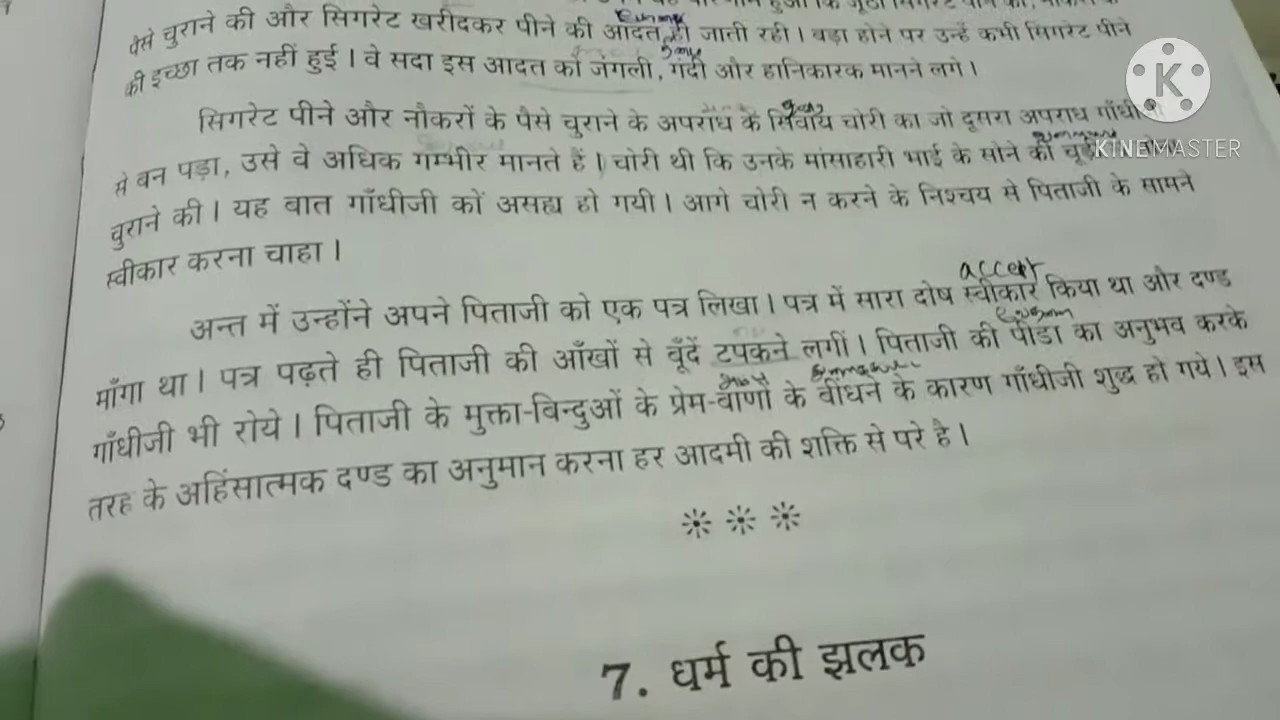 पैसे चुराने की और सिगरेट खरीदकर पीने की आदत ही जाती रही। बड़ा होने पर उन्हें कभी सिगरेट पीने
की इच्छा तक नहीं हुई। वे सदा इस आदत को जंगली, गंदी और हानिकारक मानने लगे।
सिगरेट पीने और नौकरों के पैसे चुराने के अपराध के सिवाय चोरी का जो दूसरा अपराध गाँधीजी
से बन पड़ा, उसे वे अधिक गम्भीर मानते हैं। चोरी थी कि उनके मांसाहारी भाई के सोने की
KINEMASTER
चुराने की। यह बात गाँधीजी कों असह्य हो गयी। आगे चोरी न करने के निश्चय से पिताजी के सामने
स्वीकार करना चाहा।
accept
अन्त में उन्होंने अपने पिताजी को एक पत्र लिखा। पत्र में सारा दोष स्वीकार किया था और दण्ड
माँगा था। पत्र पढ़ते ही पिताजी की आँखों से बूँदें टपकने लगीं। पिताजी की पीडा का अनुभव करके
गाँधीजी भी रोये। पिताजी के मुक्ता-बिन्दुओं के प्रेम-बाणों के बींधने के कारण गाँधीजी शुद्ध हो गये। इस
तरह के अहिंसात्मक दण्ड का अनुमान करना हर आदमी की शक्ति से परे है।
7. धर्म की झलक